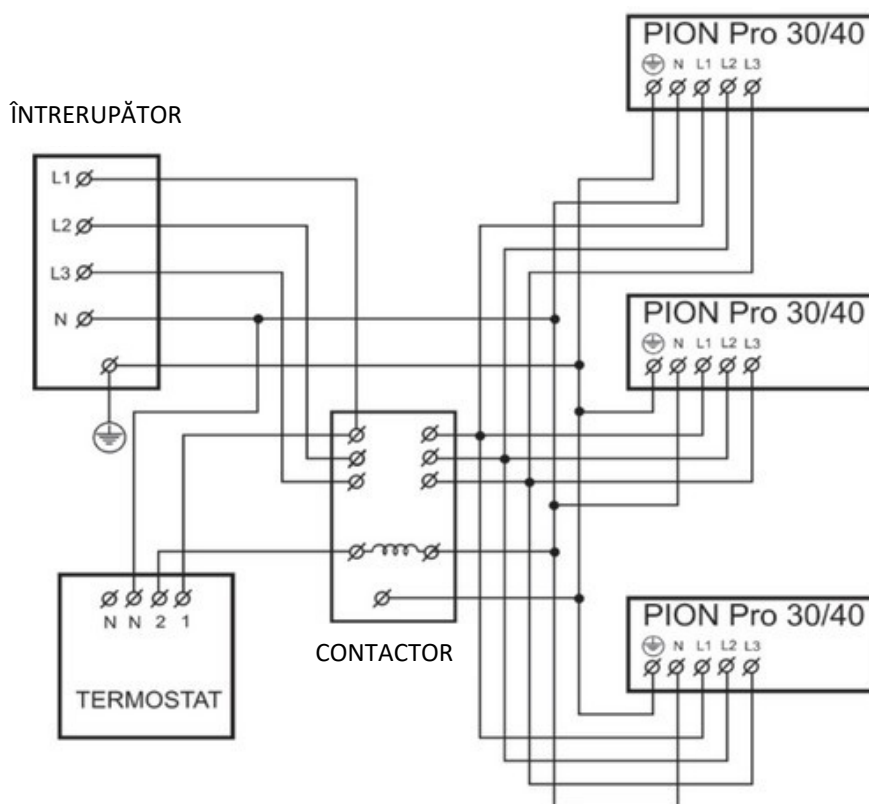 PION Pro 30/40
N L1 L2 L3
ÎNTRERUPĂTOR
L1
L2
L3
N
PION Pro 30/40
N L1 L2 L3
N N 2 1
TERMOSTAT
CONTACTOR
PION Pro 30/40
N L1 L2 L3